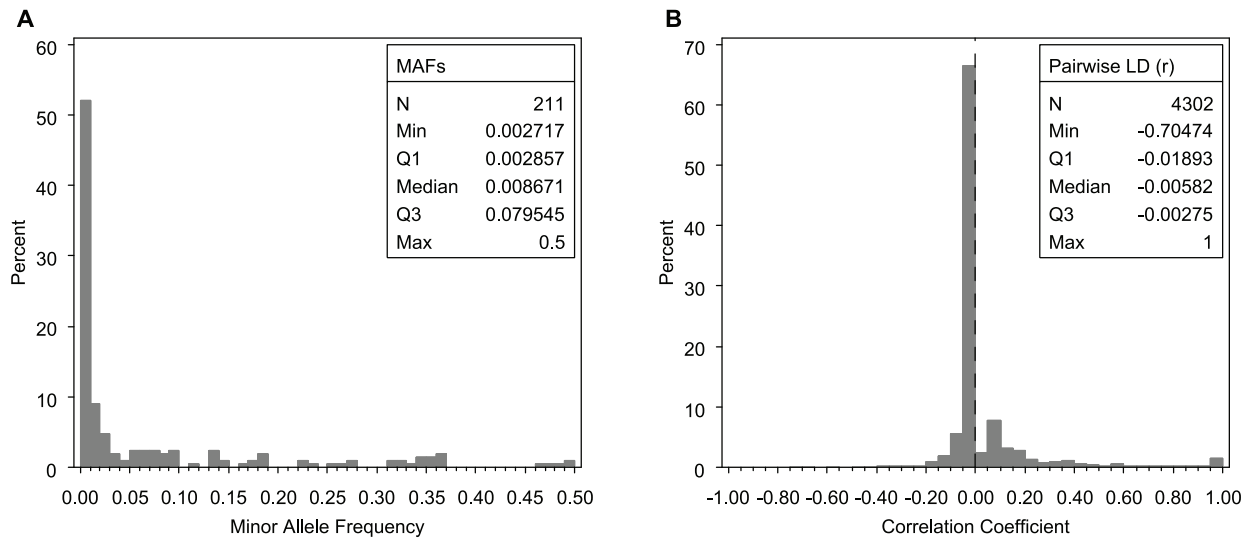 A
60
50
40
30
20
10
0
Percent
MAFs
N 211
Min 0.002717
Q1 0.002857
Median 0.008671
Q3 0.079545
Max 0.5
0.00 0.05 0.10 0.15 0.20 0.25 0.30 0.35 0.40 0.45 0.50
Minor Allele Frequency
B
70
60
50
40
30
20
10
0
Percent
Pairwise LD (r)
N 4302
Min -0.70474
Q1 -0.01893
Median -0.00582
Q3 -0.00275
Max 1
-1.00 -0.80 -0.60 -0.40 -0.20 0.00 0.20 0.40 0.60 0.80 1.00
Correlation Coefficient